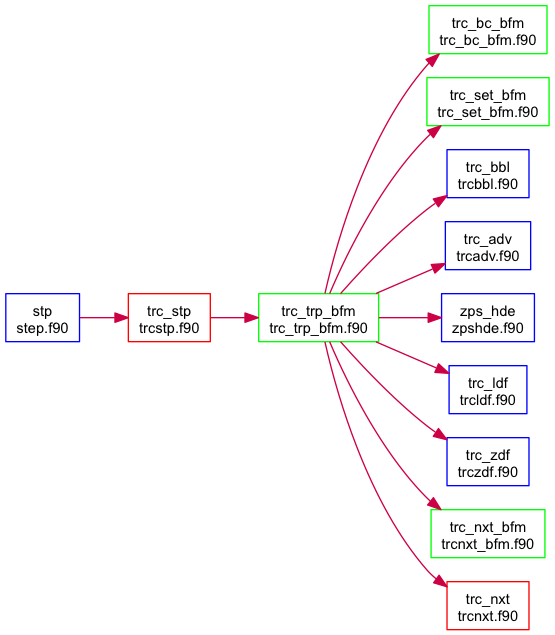 trc_bc_bfm
trc_bc_bfm.f90
trc_set_bfm
trc_set_bfm.f90
trc_bbl
trcbbl.f90
trc_adv
trcadv.f90
stp
step.f90
trc_stp
trcstp.f90
trc_trp_bfm
trc_trp_bfm.f90
zps_hde
zpshde.f90
trc_ldf
trcldf.f90
trc_zdf
trczdf.f90
trc_nxt_bfm
trcnxt_bfm.f90
trc_nxt
trcnxt.f90